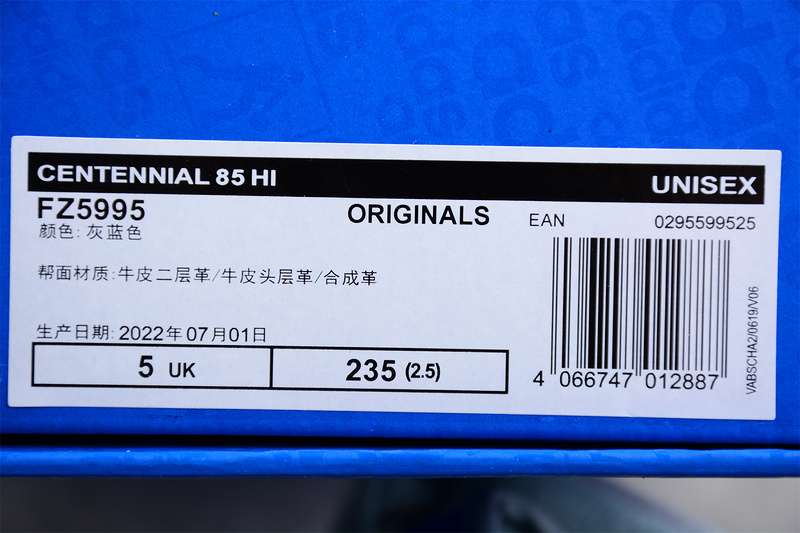 CENTENNIAL 85 HI
UNISEX
FZ5995
ORIGINALS
EAN
0295599525
颜色: 灰蓝色
帮面材质:牛皮二层革/牛皮头层革/合成革
生产日期: 2022年07月01日
5 UK
235 (2.5)
4 066747 012887
VABSCHA2/0619/V06